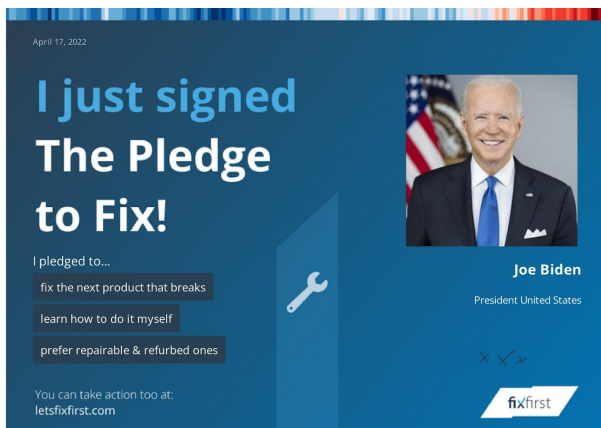 April 17, 2022
I just signed
The Pledge
to Fix!
I pledged to...
fix the next product that breaks
learn how to do it myself
prefer repairable & refurbed ones
You can take action too at:
letsfixfirst.com
Joe Biden
President United States
fixfirst